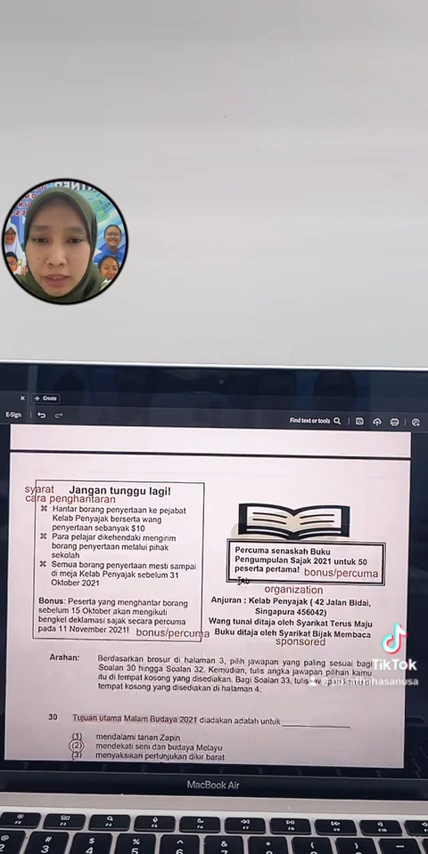 Create
E-Sign
Find text or tools
syarat
Jangan tunggu lagi!
cara penghantaran
Hantar borang penyertaan ke pejabat
Kelab Penyajak berserta wang
penyertaan sebanyak $10
Para pelajar dikehendaki mengirim
borang penyertaan melalui pihak
sekolah
Semua borang penyertaan mesti sampai
di meja Kelab Penyajak sebelum 31
Oktober 2021
Bonus: Peserta yang menghantar borang
sebelum 15 Oktober akan mengikuti
bengkel deklamasi sajak secara percuma
pada 11 November 2021! bonus/percuma
Percuma senaskah Buku
Pengumpulan Sajak 2021 untuk 50
peserta pertama! bonus/percuma
organization
Anjuran : Kelab Penyajak ( 42 Jalan Bidai,
Singapura 456042)
Wang tunai ditaja oleh Syarikat Terus Maju
Buku ditaja oleh Syarikat Bijak Membaca
sponsored
TikTok
Arahan: Berdasarkan brosur di halaman 3, pilih jawapan yang paling sesuai bagi
Soalan 30 hingga Soalan 32. Kemudian, tulis angka jawapan pilihan kamu
itu di tempat kosong yang disediakan. Bagi Soalan 33, tulis
tempat kosong yang disediakan di halaman 4.
30 Tujuan utama Malam Budaya 2021 diadakan adalah untuk
(1) mendalami tarian Zapin
(2) mendekati seni dan budaya Melayu
(3) menyaksikan pertunjukan dikir barat
MacBook Air